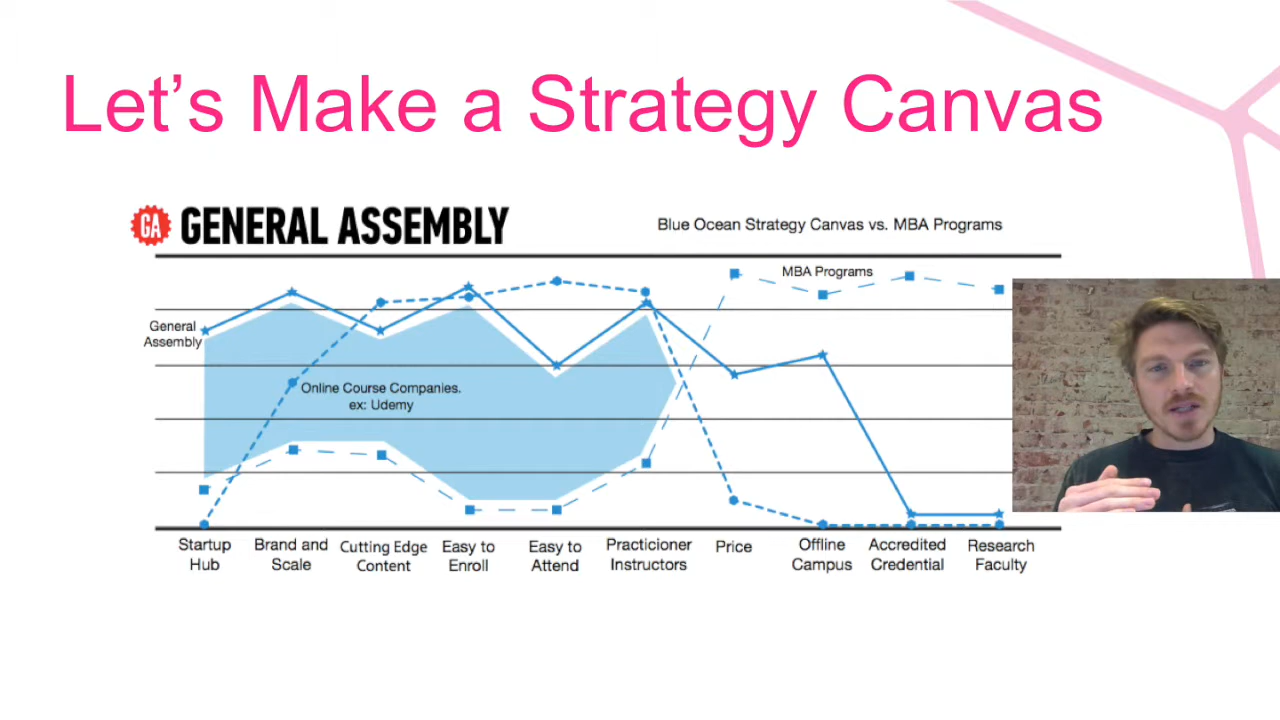 Let's Make a Strategy Canvas
GA GENERAL ASSEMBLY
Blue Ocean Strategy Canvas vs. MBA Programs
MBA Programs
General
Assembly
Online Course Companies.
ex: Udemy
Startup
Hub
Brand and
Scale
Cutting Edge
Content
Easy to
Enroll
Easy to
Attend
Practicioner
Instructors
Price
Offline
Campus
Accredited
Credential
Research
Faculty